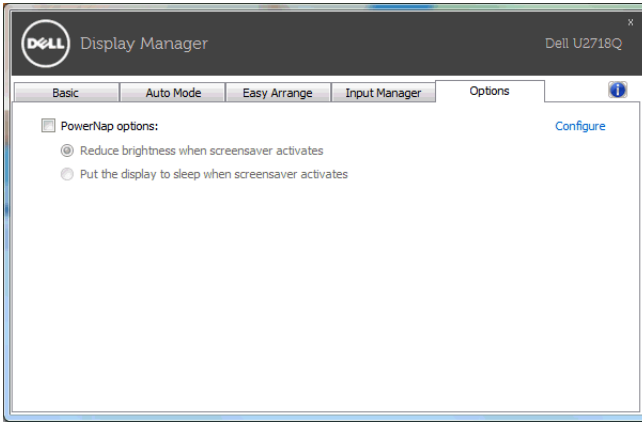 x
DELL Display Manager Dell U2718Q
Basic Auto Mode Easy Arrange Input Manager Options i
PowerNap options: Configure
Reduce brightness when screensaver activates
Put the display to sleep when screensaver activates